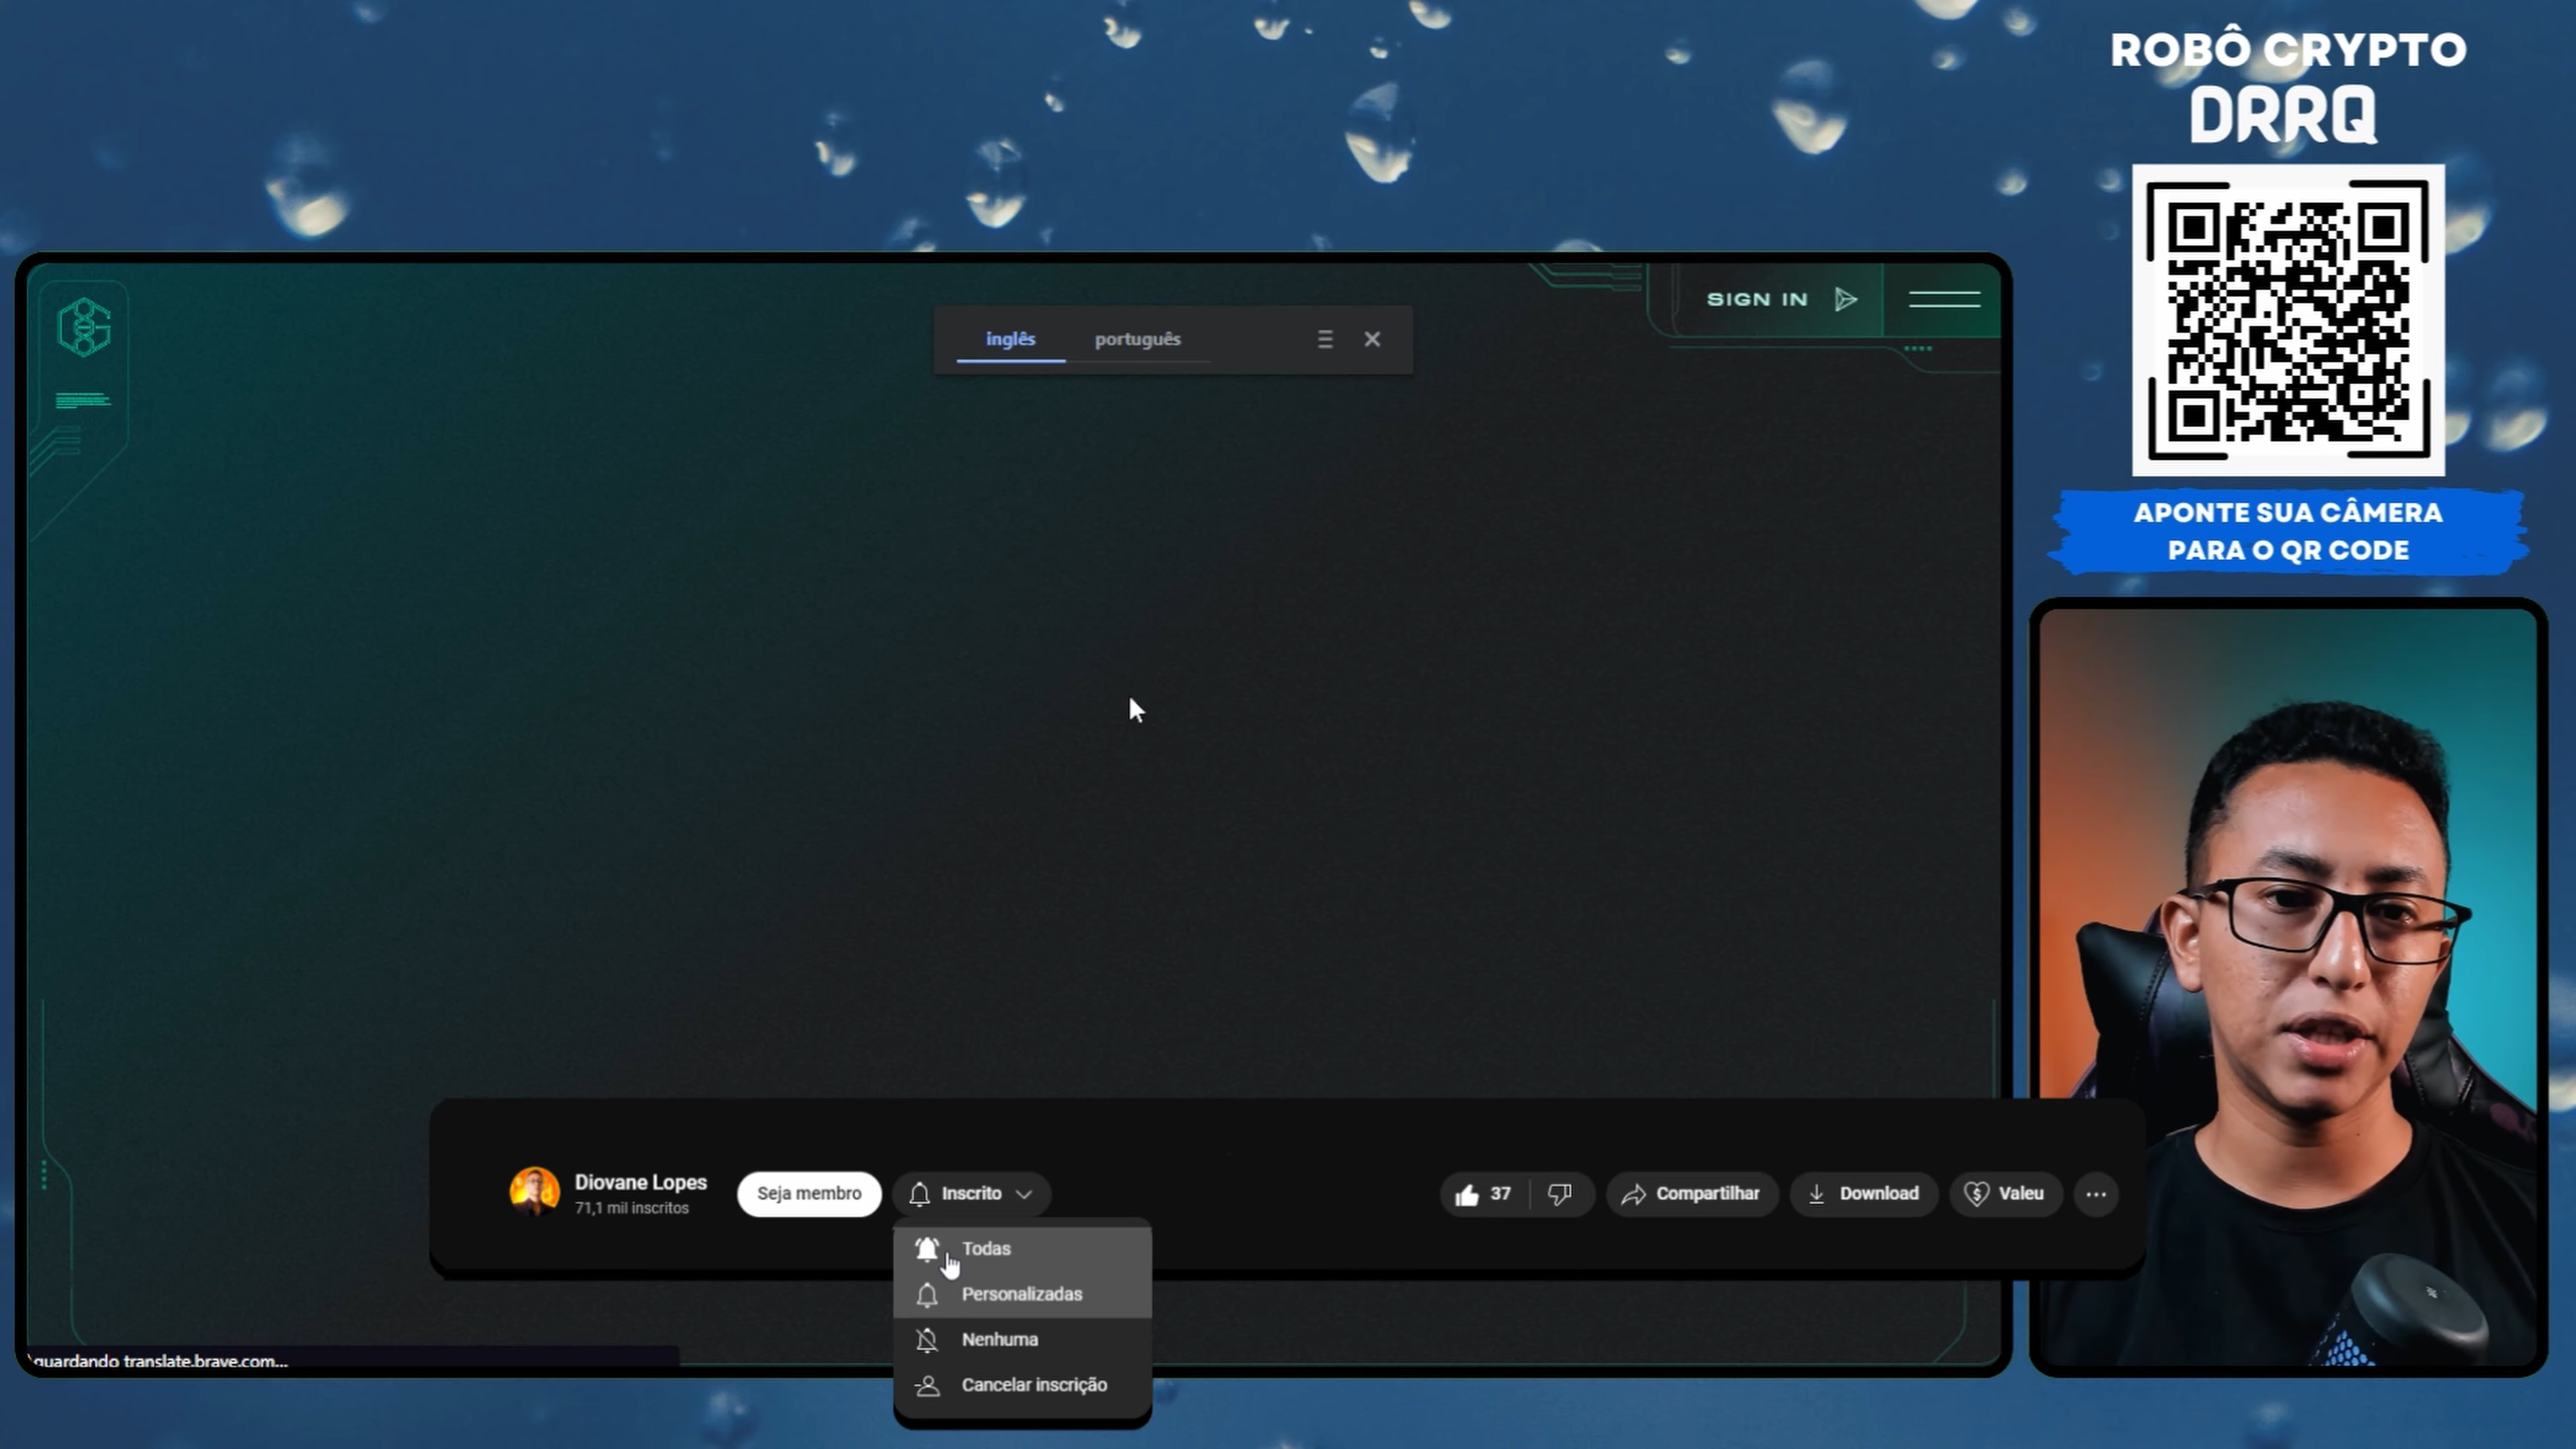 ROBÔ CRYPTO
DRRQ
APONTE SUA CÂMERA
PARA O QR CODE
SIGN IN
inglês português
Diovane Lopes
71,1 mil inscritos
Seja membro
Inscrito
37
Compartilhar
Download
Valeu
Todas
Personalizadas
Nenhuma
Cancelar inscrição
guardando translate.brave.com...